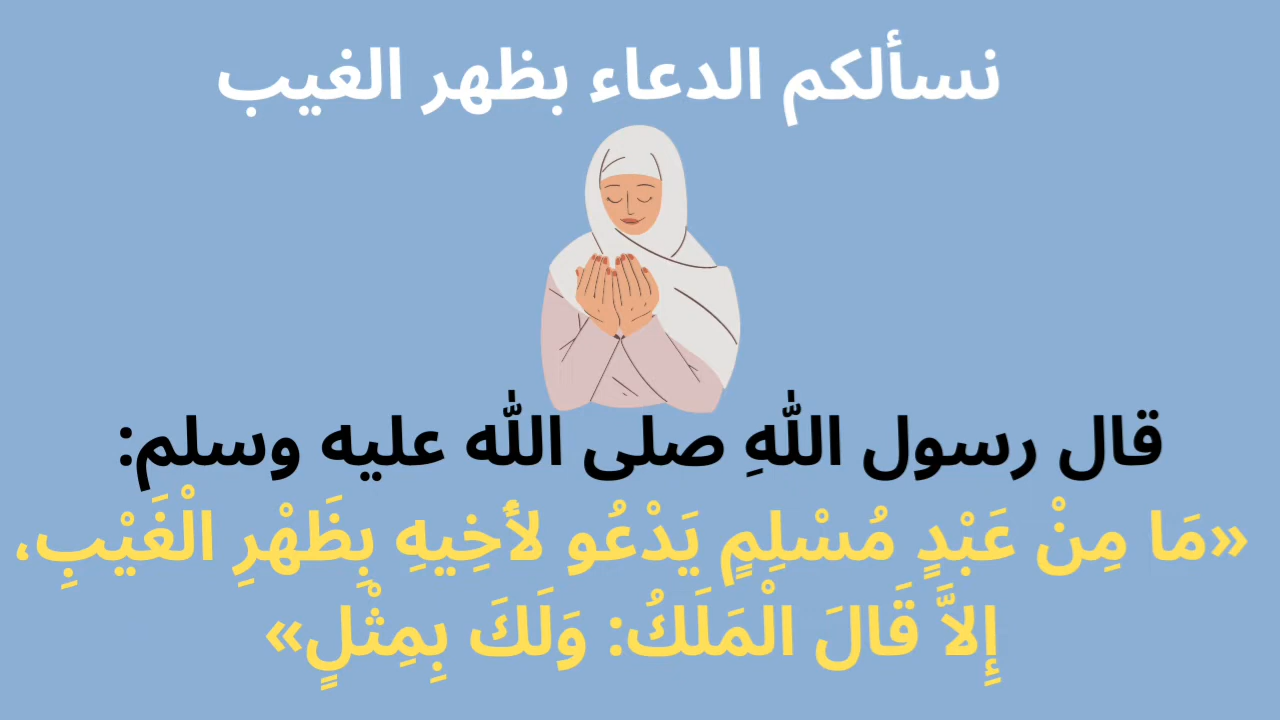 نسألكم الدعاء بظهر الغيب
قال رسول اللهِ صلى الله عليه وسلم:
«مَا مِنْ عَبْدٍ مُسْلِمٍ يَدْعُو لأَخِيهِ بِظَهْرِ الْغَيْبِ،
إِلاَّ قَالَ الْمَلَكُ: وَلَكَ بِمِثْلٍ»